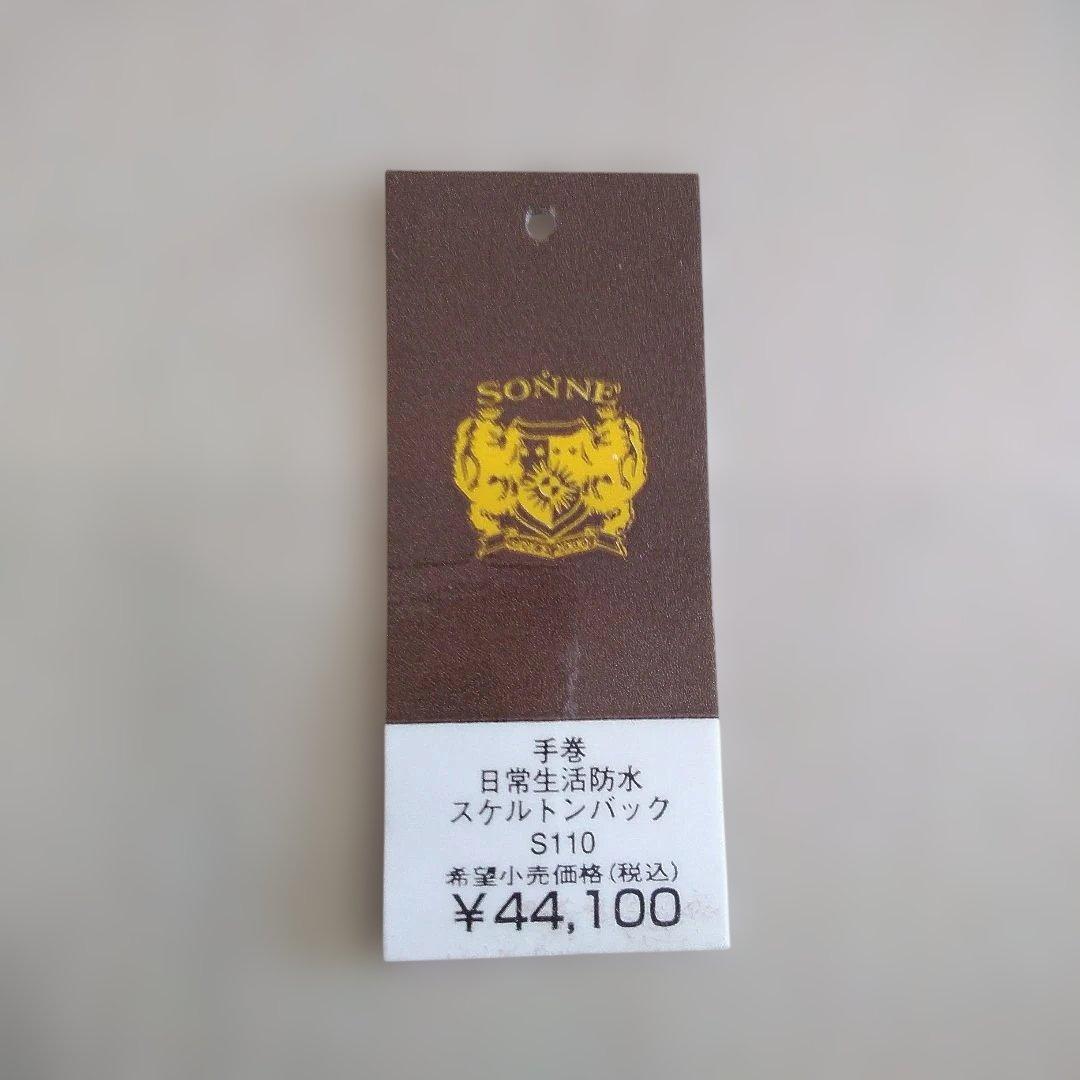 SONNE
手巻
日常生活防水
スケルトンバック
S110
希望小売価格(税込)
¥44,100